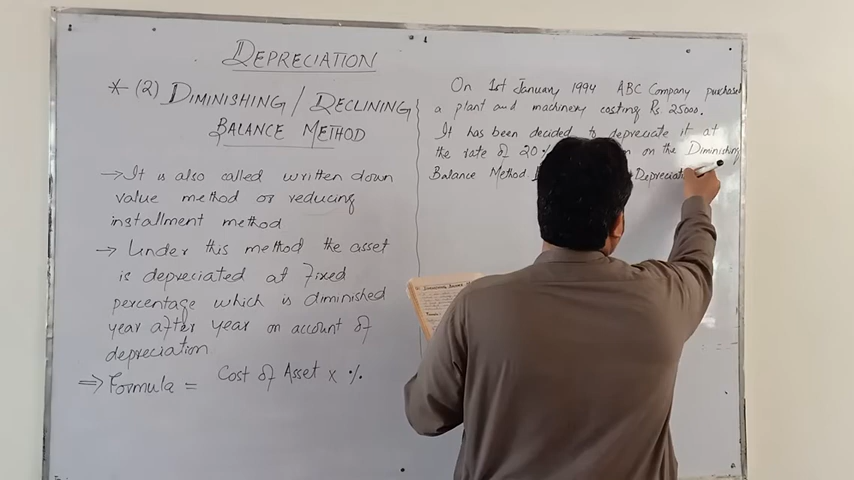 DEPRECIATION
* (2) DIMINISHING / DECLINING
BALANCE METHOD
→ It is also called written down
value method or reducing
installment method
→ Under this method the asset
is depreciated at fixed
percentage which is diminished
year after year on account of
depreciation
⇒ Formula = Cost of Asset x %
On 1st January 1994 ABC Company purchased
a plant and machinery costing Rs 25000.
It has been decided to depreciate it at
the rate of 20% on the Diminishing
Balance Method. Depreciat